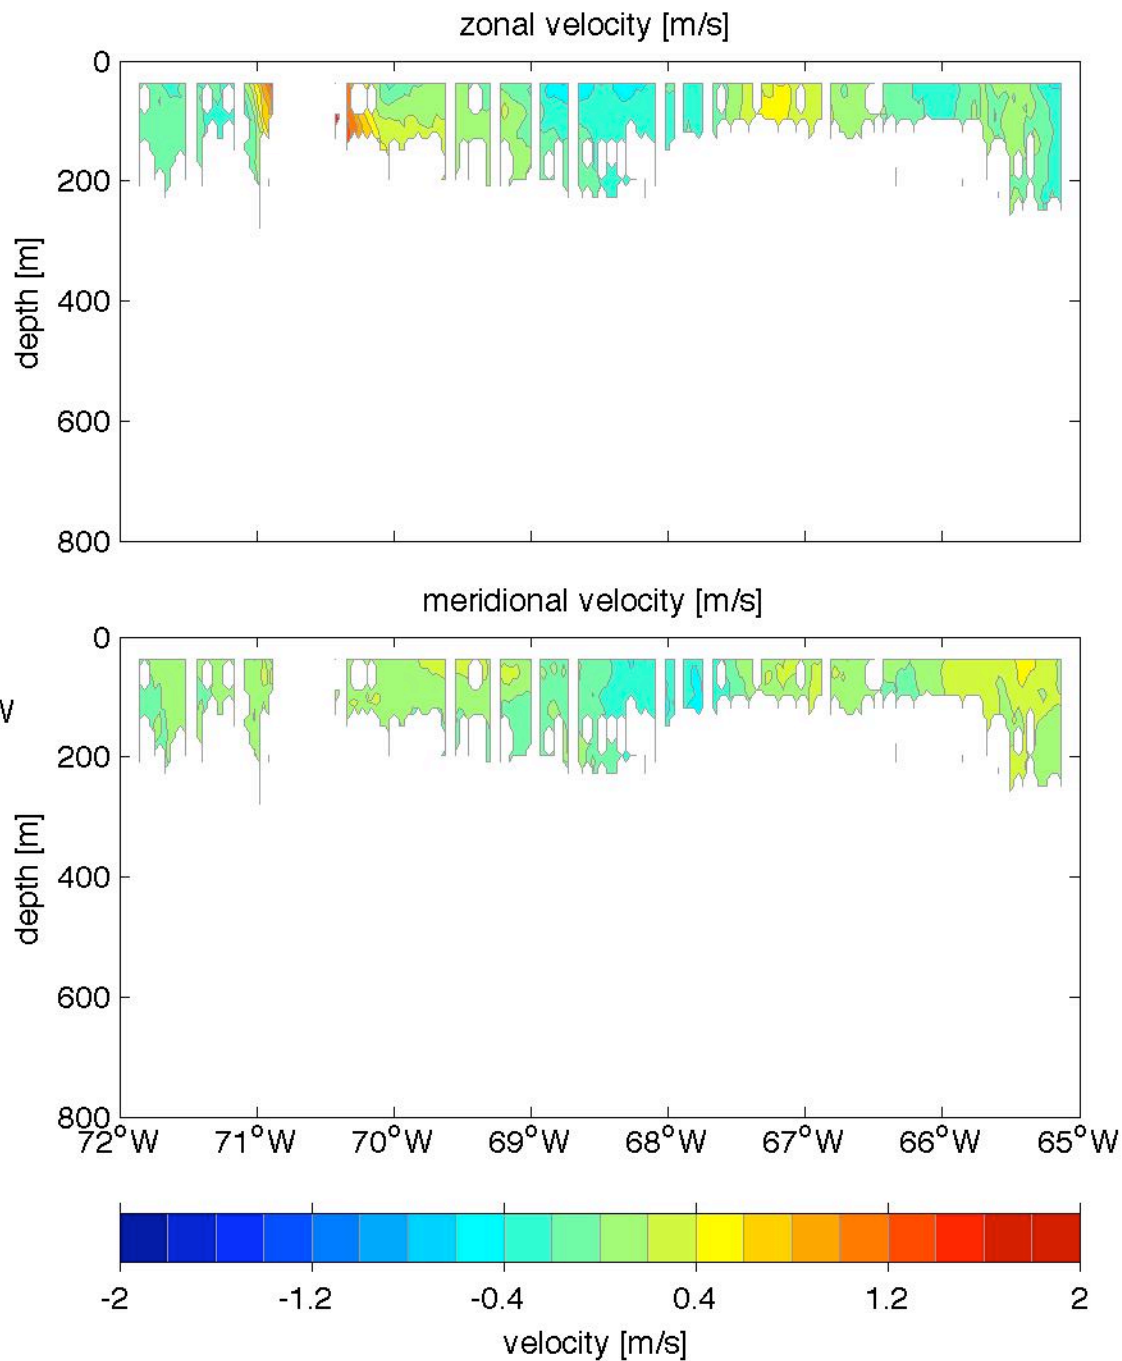 zonal velocity [m/s]
0
200
400
600
800
depth [m]
meridional velocity [m/s]
0
200
400
600
800
depth [m]
W
72°W 71°W 70°W 69°W 68°W 67°W 66°W 65°W
-2 -1.2 -0.4 0.4 1.2 2
velocity [m/s]